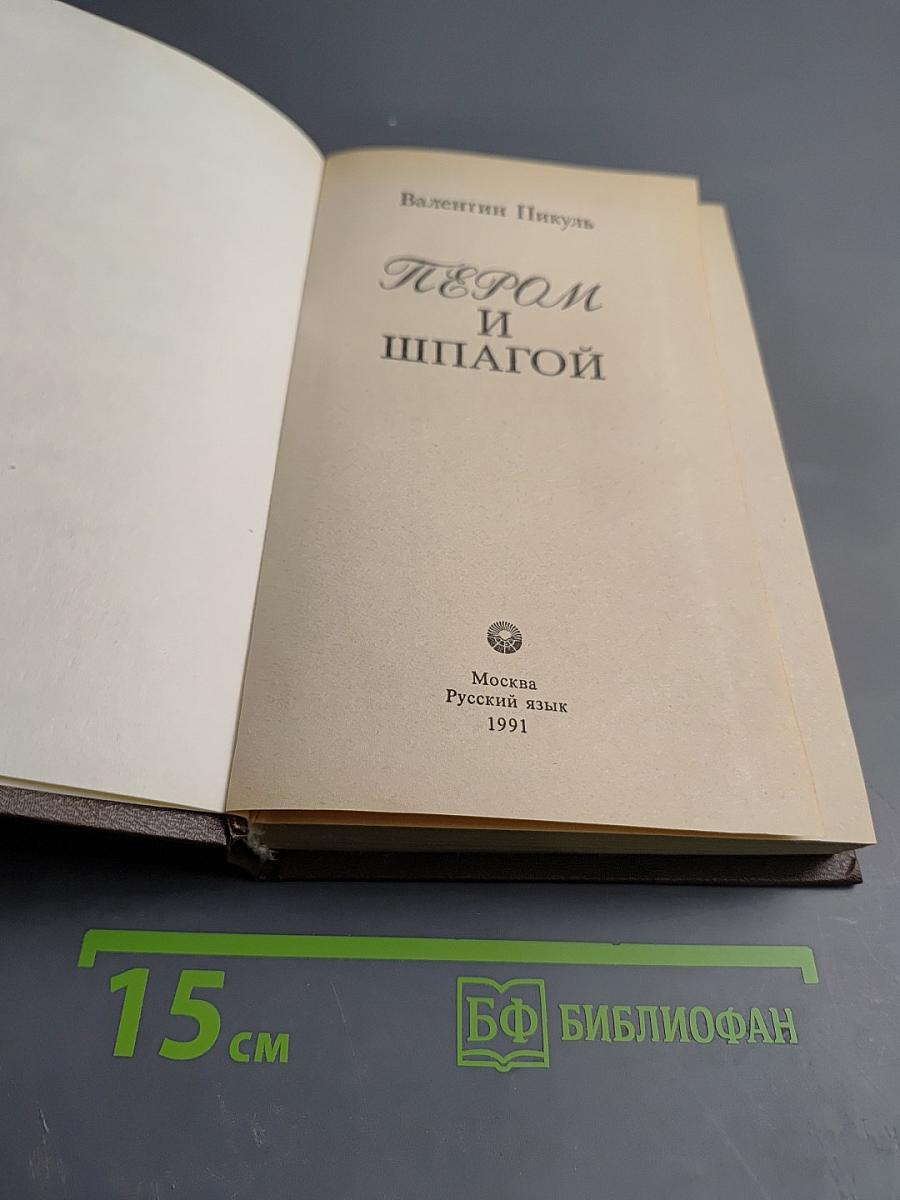 Валентин Пикуль
ПЕРОМ
И
ШПАГОЙ
Москва
Русский язык
1991
15 см
БФ БИБЛИОФАН